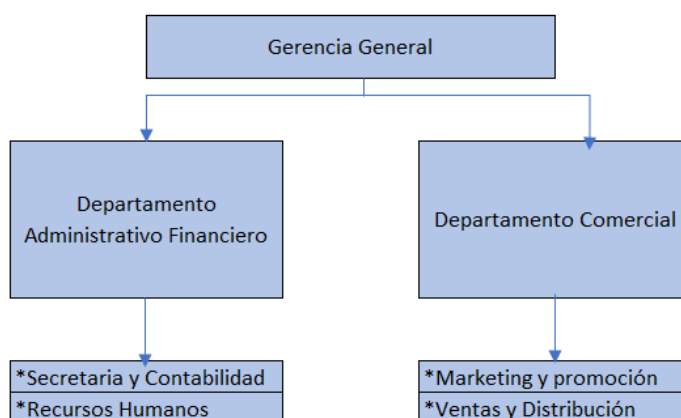 Gerencia General
Departamento
Administrativo Financiero
Departamento Comercial
*Secretaria y Contabilidad
*Recursos Humanos
*Marketing y promoción
*Ventas y Distribución